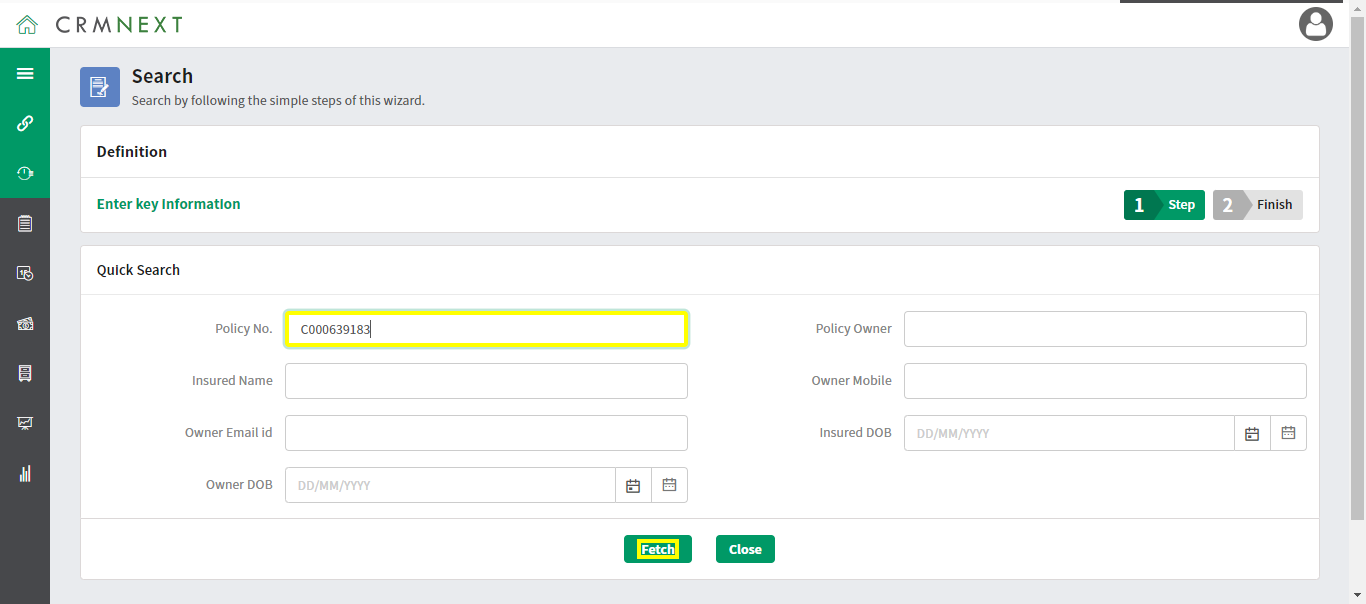 CRMNEXT
Search
Search by following the simple steps of this wizard.
Definition
Enter key information
1 Step 2 Finish
Quick Search
Policy No. C000639183 Policy Owner
Insured Name Owner Mobile
Owner Email id Insured DOB DD/MM/YYYY
Owner DOB DD/MM/YYYY
Fetch Close